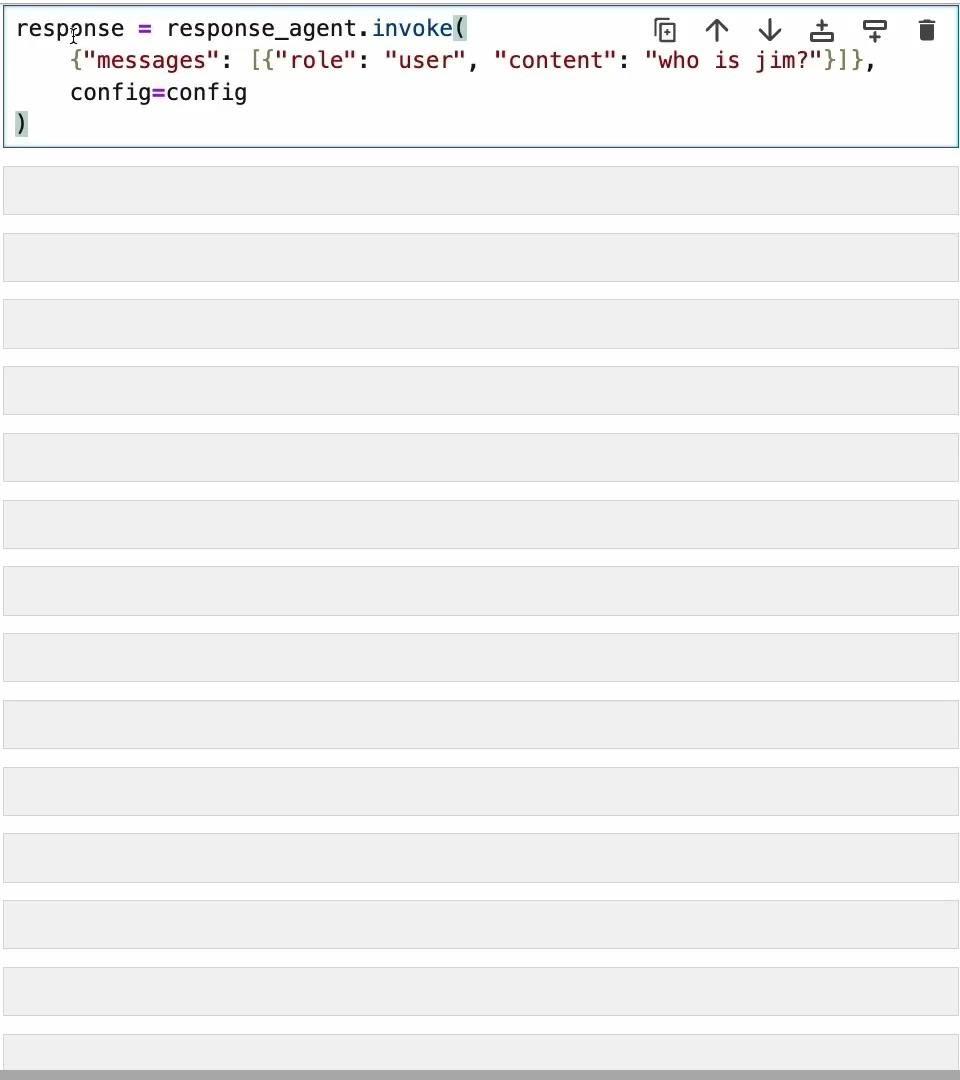 response = response_agent.invoke(
    {"messages": [{"role": "user", "content": "who is jim?"}]},
    config=config
)